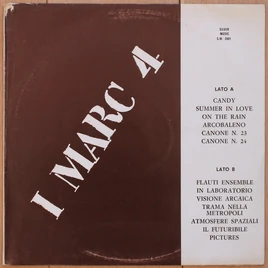 I MARC 4
LATO A
CANDY
SUMMER IN LOVE
ON THE RAIN
ARCOBALENO
CANONE N. 23
CANONE N. 24
LATO B
FLAUTI ENSEMBLE
IN LABORATORIO
VISIONE ARCAICA
TRAMA NELLA
METROPOLI
ATMOSFERE SPAZIALI
IL FUTURIBILE
PICTURES